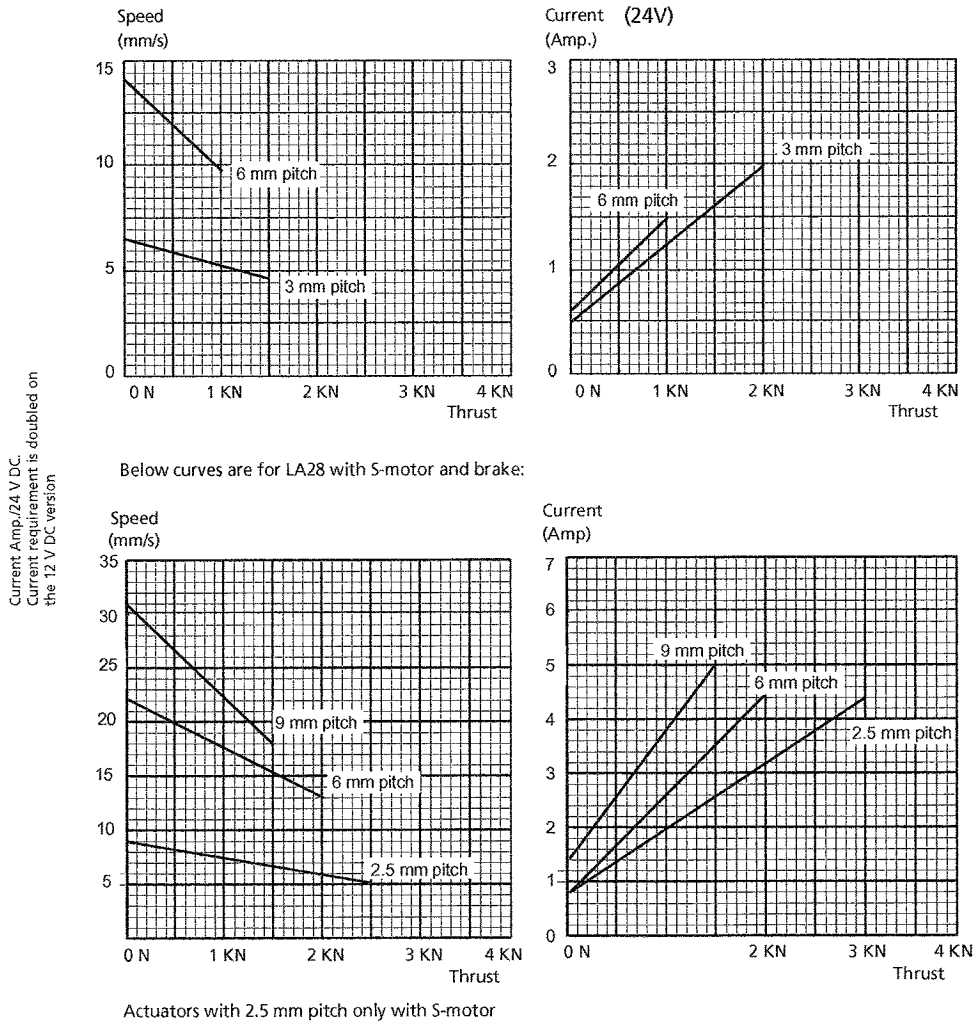 Speed
(mm/s)
15
10
5
0
6 mm pitch
3 mm pitch
0 N
1 KN
2 KN
3 KN
4 KN
Thrust
Current (24V)
(Amp.)
3
2
1
0
3 mm pitch
6 mm pitch
0 N
1 KN
2 KN
3 KN
4 KN
Thrust
Current Amp./24 V DC.
Current requirement is doubled on
the 12 V DC version
Below curves are for LA28 with S-motor and brake:
Speed
(mm/s)
35
30
25
20
15
10
5
9 mm pitch
6 mm pitch
2.5 mm pitch
0 N
1 KN
2 KN
3 KN
4 KN
Thrust
Current
(Amp)
7
6
5
4
3
2
1
0
9 mm pitch
6 mm pitch
2.5 mm pitch
0 N
1 KN
2 KN
3 KN
4 KN
Thrust
Actuators with 2.5 mm pitch only with S-motor